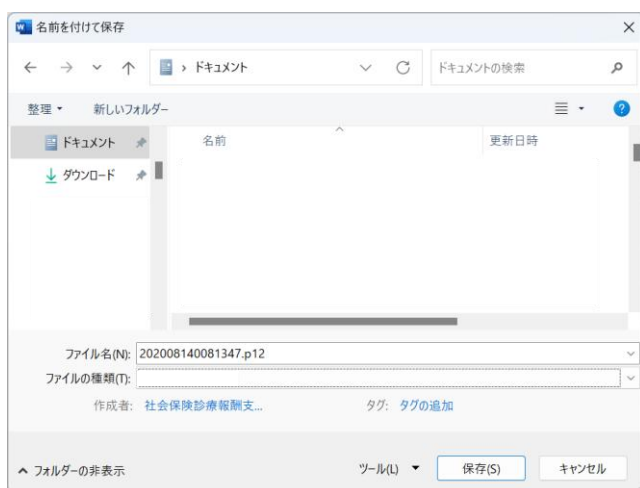 名前を付けて保存
ドキュメント
ドキュメントの検索
整理
新しいフォルダー
ドキュメント
名前
更新日時
ダウンロード
ファイル名(N): 202008140081347.p12
ファイルの種類(T):
作成者: 社会保険診療報酬支... タグ: タグの追加
フォルダーの非表示
ツール(L)
保存(S)
キャンセル